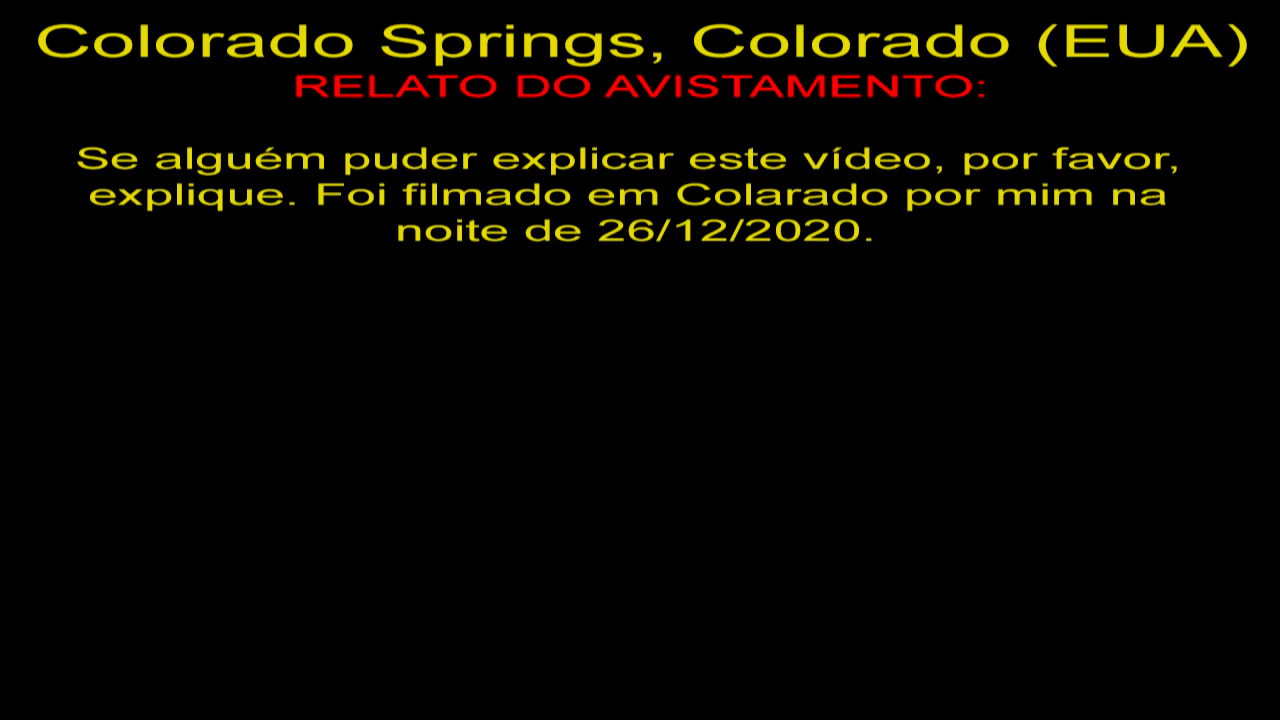 Colorado Springs, Colorado (EUA)
RELATO DO AVISTAMENTO:
Se alguém puder explicar este vídeo, por favor,
explique. Foi filmado em Colarado por mim na
noite de 26/12/2020.